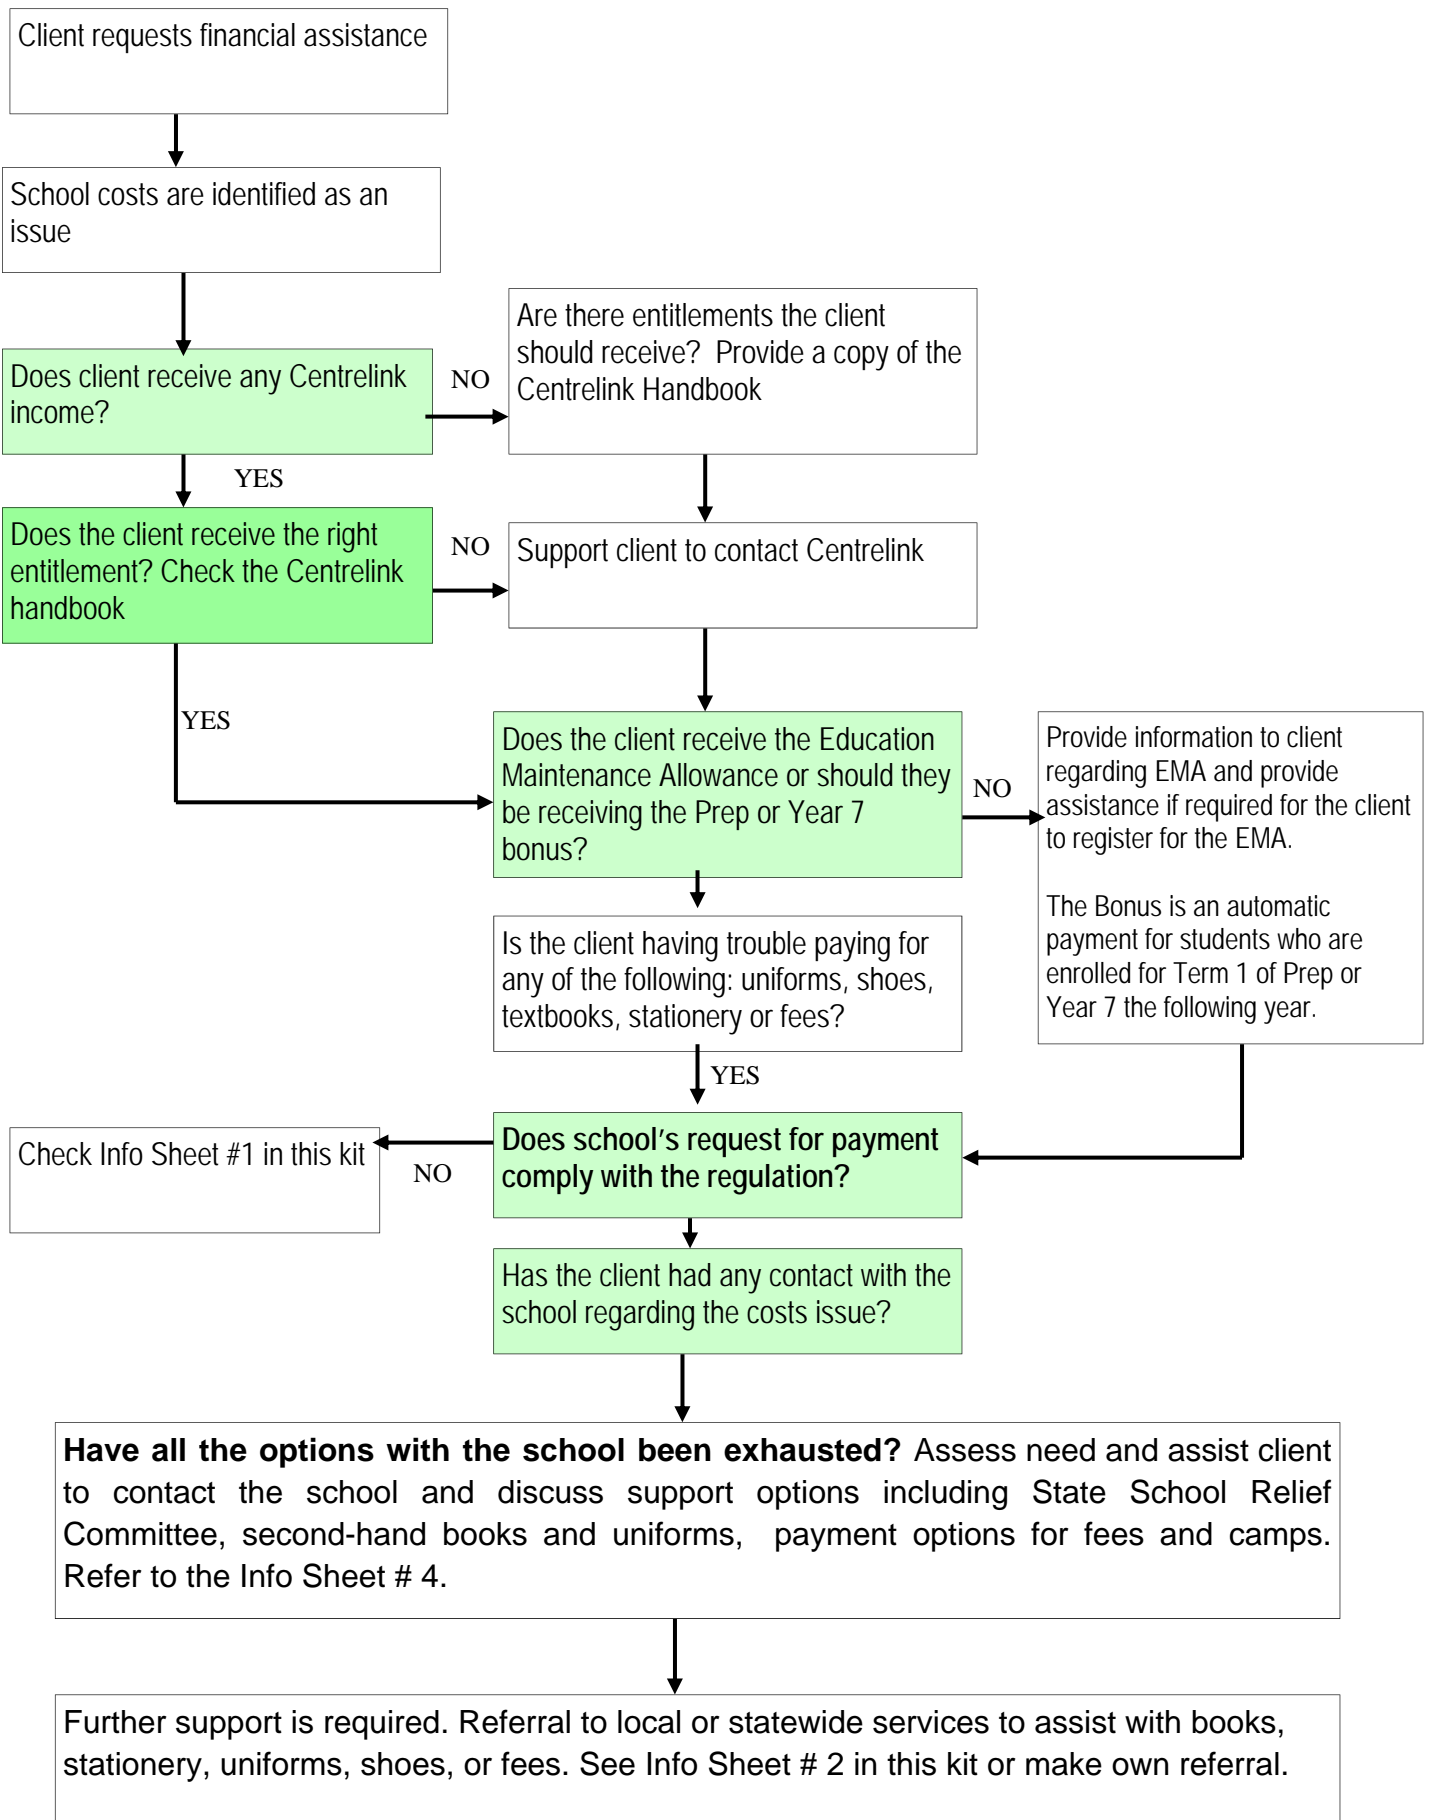 Client requests financial assistance
School costs are identified as an
issue
Does client receive any Centrelink
income?
NO
Are there entitlements the client
should receive?  Provide a copy of the
Centrelink Handbook
YES
Does the client receive the right
entitlement? Check the Centrelink
handbook
NO
Support client to contact Centrelink
YES
Does the client receive the Education
Maintenance Allowance or should they
be receiving the Prep or Year 7
bonus?
NO
Provide information to client
regarding EMA and provide
assistance if required for the client
to register for the EMA.
The Bonus is an automatic
payment for students who are
enrolled for Term 1 of Prep or
Year 7 the following year.
Is the client having trouble paying for
any of the following: uniforms, shoes,
textbooks, stationery or fees?
YES
Does school’s request for payment
comply with the regulation?
NO
Check Info Sheet #1 in this kit
Has the client had any contact with the
school regarding the costs issue?
Have all the options with the school been exhausted? Assess need and assist client
to contact the school and discuss support options including State School Relief
Committee, second-hand books and uniforms,  payment options for fees and camps.
Refer to the Info Sheet # 4.
Further support is required. Referral to local or statewide services to assist with books,
stationery, uniforms, shoes, or fees. See Info Sheet # 2 in this kit or make own referral.